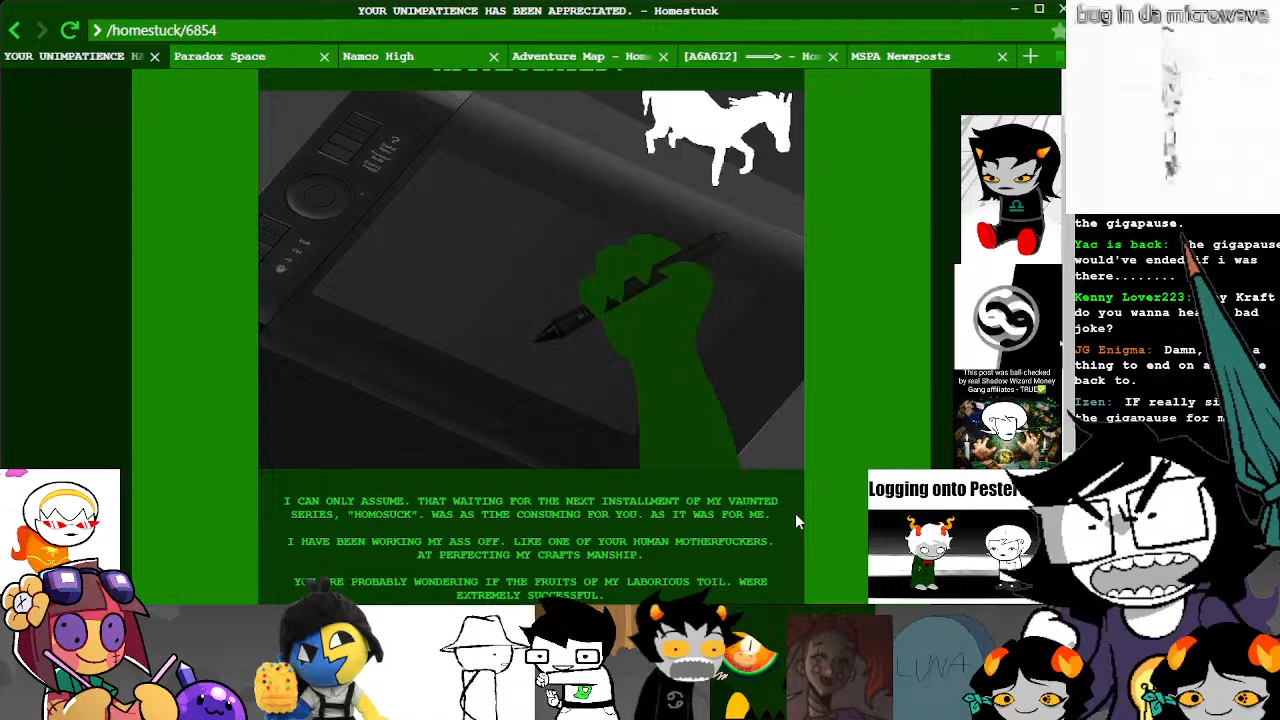 YOUR UNIMPATIENCE HAS BEEN APPRECIATED. - Homestuck
/homestuck/6854
YOUR UNIMPATIENCE HA
Paradox Space
Namco High
Adventure Map - Hom
[A6A6I2] ===> - Hom
MSPA Newsposts
bug in da microwave
the gigapause.
Yac is back: he gigapause
would've ended if i was
there........
Kenny Lover223: y Kraft
do you wanna hea bad
joke?
JG Enigma: Damn, a
thing to end on a
back to.
Izen: IF really si
the gigapause for m
This post was ball-checked
by real Shadow Wizard Money
Gang affiliates - TRUE✅
Logging onto Pester
I CAN ONLY ASSUME. THAT WAITING FOR THE NEXT INSTALLMENT OF MY VAUNTED
SERIES, "HOMOSUCK". WAS AS TIME CONSUMING FOR YOU. AS IT WAS FOR ME.
I HAVE BEEN WORKING MY ASS OFF. LIKE ONE OF YOUR HUMAN MOTHERFUCKERS.
AT PERFECTING MY CRAFTS MANSHIP.
YOU RE PROBABLY WONDERING IF THE FRUITS OF MY LABORIOUS TOIL. WERE
EXTREMELY SUCCESSFUL.
LUNA